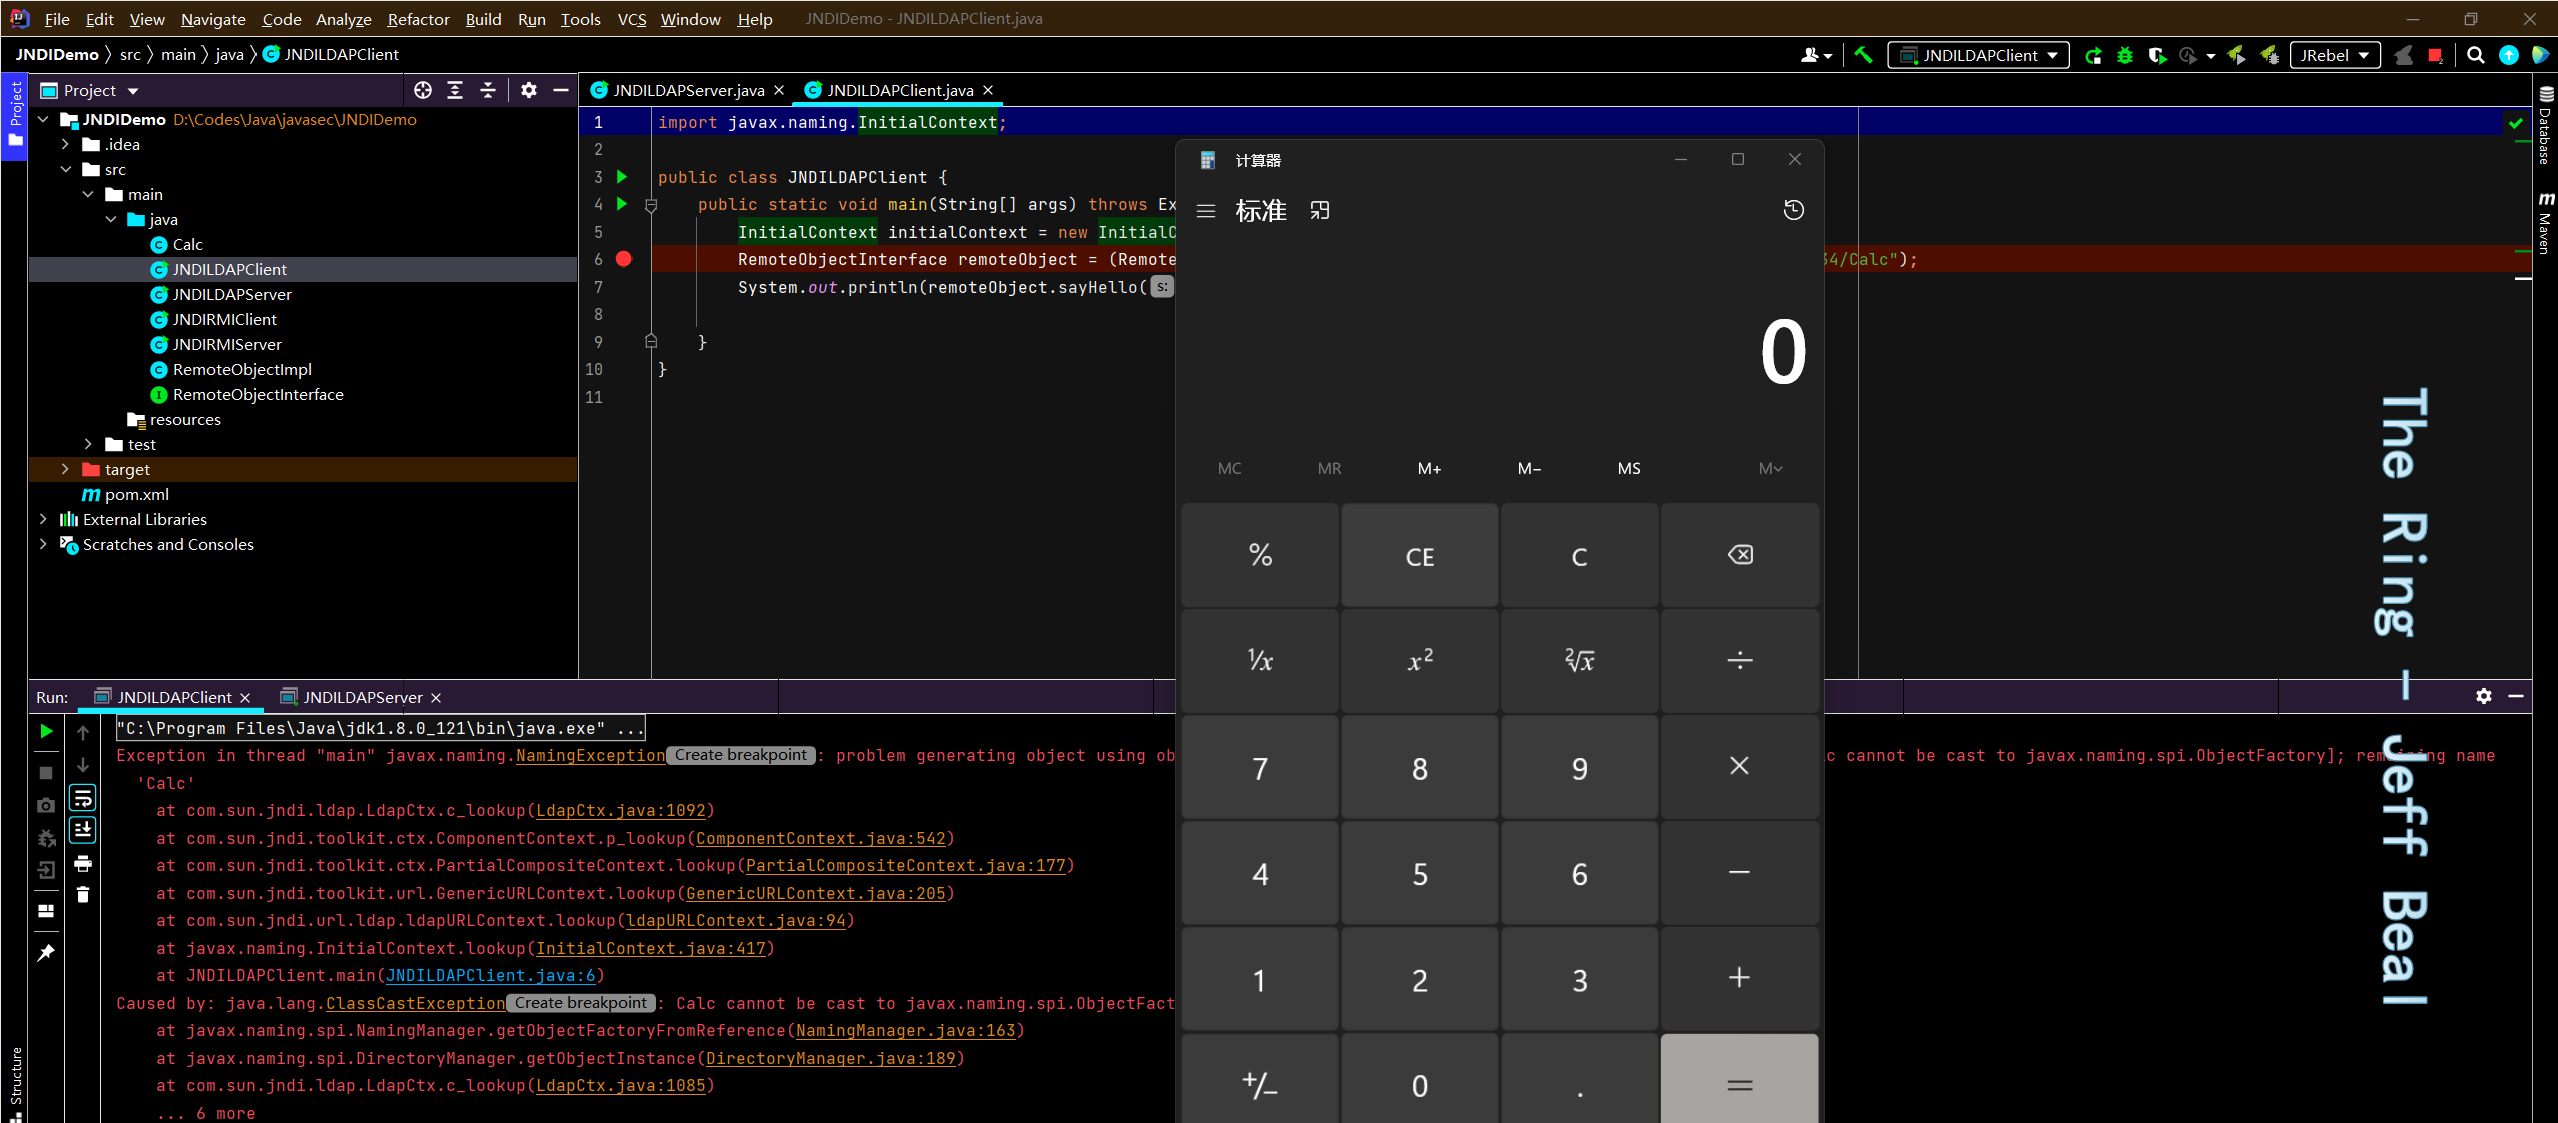 File Edit View Navigate Code Analyze Refactor Build Run Tools VCS Window Help JNDIDemo - JNDILDAPClient.java
JNDIDemo src main java JNDILDAPClient
JNDILDAPClient
JRebel
Project
Project
JNDILDAPServer.java
JNDILDAPClient.java
JNDIDemo D:\Codes\Java\javasec\JNDIDemo
.idea
src
main
java
Calc
JNDILDAPClient
JNDILDAPServer
JNDIRMIClient
JNDIRMIServer
RemoteObjectImpl
RemoteObjectInterface
resources
test
target
pom.xml
External Libraries
Scratches and Consoles
1 import javax.naming.InitialContext;
2
3 public class JNDILDAPClient {
4 public static void main(String[] args) throws Ex
5 InitialContext initialContext = new InitialC
6 RemoteObjectInterface remoteObject = (Remote 34/Calc");
7 System.out.println(remoteObject.sayHello( s:
8
9 }
10 }
11
计算器
标准
0
MC MR M+ M− MS M
% CE C
⅟x x² ²√x ÷
7 8 9 ×
4 5 6 −
1 2 3 +
+/− 0 . =
Database
Maven
The Ring – Jeff Beal
Run: JNDILDAPClient JNDILDAPServer
"C:\Program Files\Java\jdk1.8.0_121\bin\java.exe" ...
Exception in thread "main" javax.naming.NamingException Create breakpoint : problem generating object using ob c cannot be cast to javax.naming.spi.ObjectFactory]; remaining name
'Calc'
at com.sun.jndi.ldap.LdapCtx.c_lookup(LdapCtx.java:1092)
at com.sun.jndi.toolkit.ctx.ComponentContext.p_lookup(ComponentContext.java:542)
at com.sun.jndi.toolkit.ctx.PartialCompositeContext.lookup(PartialCompositeContext.java:177)
at com.sun.jndi.toolkit.url.GenericURLContext.lookup(GenericURLContext.java:205)
at com.sun.jndi.url.ldap.ldapURLContext.lookup(ldapURLContext.java:94)
at javax.naming.InitialContext.lookup(InitialContext.java:417)
at JNDILDAPClient.main(JNDILDAPClient.java:6)
Caused by: java.lang.ClassCastException Create breakpoint : Calc cannot be cast to javax.naming.spi.ObjectFact
at javax.naming.spi.NamingManager.getObjectFactoryFromReference(NamingManager.java:163)
at javax.naming.spi.DirectoryManager.getObjectInstance(DirectoryManager.java:189)
at com.sun.jndi.ldap.LdapCtx.c_lookup(LdapCtx.java:1085)
... 6 more
Structure